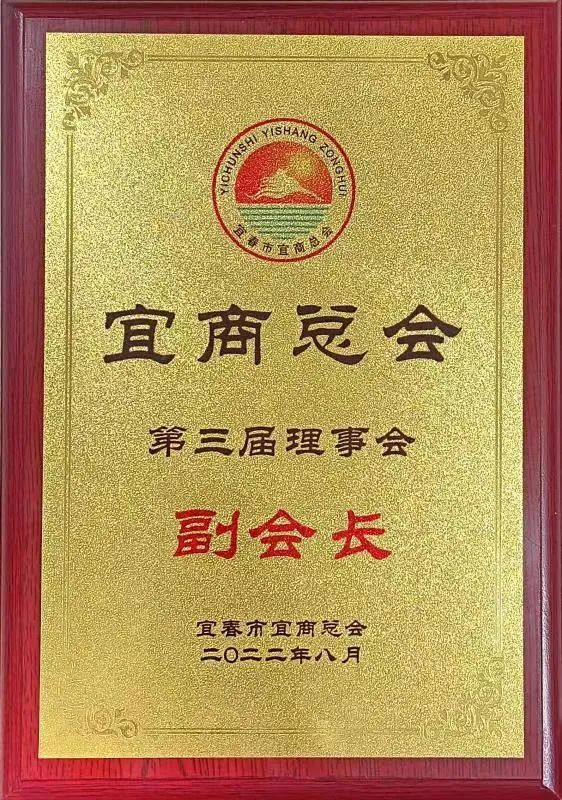 YICHUNSHI YISHANG ZONGHUI
宜春市宜商总会
宜商总会
第三届理事会
副会长
宜春市宜商总会
二〇二二年八月